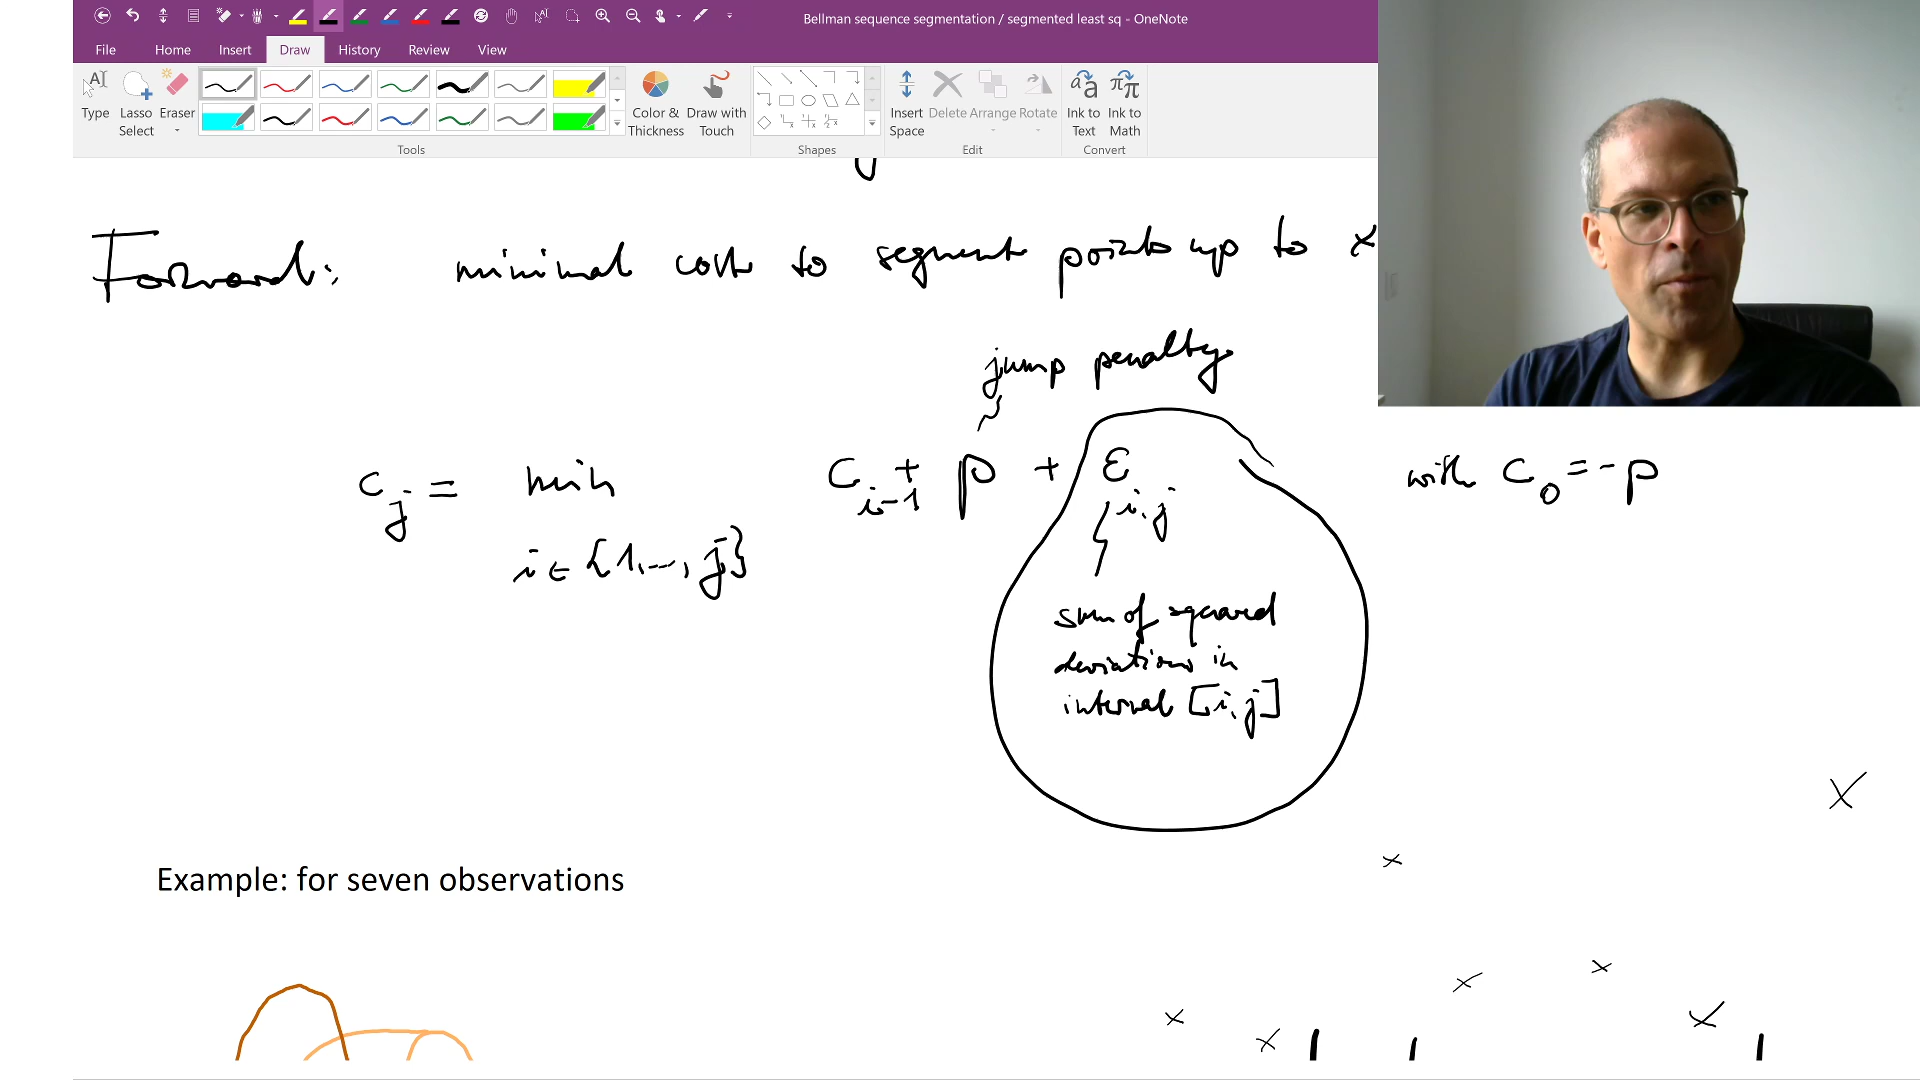 Bellman sequence segmentation / segmented least sq - OneNote
File Home Insert Draw History Review View
Type Lasso Select Eraser Color & Thickness Draw with Touch Insert Space Delete Arrange Rotate Ink to Text Ink to Math
Tools Shapes Edit Convert
Forward: minimal cost to segment points up to x
jump penalty
c_j = min C_{i-1} + p + ε_{i,j} with C_0 = -p
i ∈ {1,...,j}
sum of squared
deviations in
interval [i,j]
Example: for seven observations